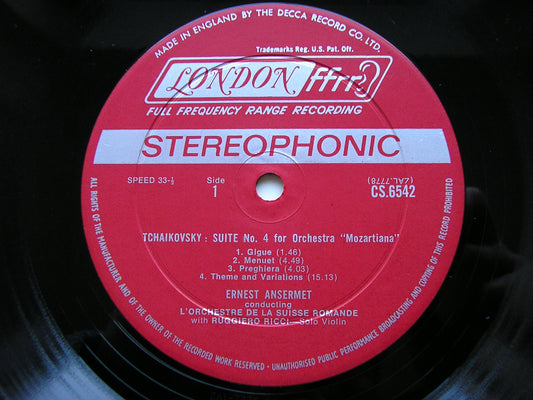 MADE IN ENGLAND BY THE DECCA RECORD CO. LTD.
Trademarks Reg. U.S. Pat. Off.
LONDON ffrr
FULL FREQUENCY RANGE RECORDING
STEREOPHONIC
SPEED 33-⅓ Side (ZAL.7778)
1 CS.6542
TCHAIKOVSKY : SUITE No. 4 for Orchestra "Mozartiana"
1. Gigue (1.46)
2. Menuet (4.49)
3. Preghiera (4.03)
4. Theme and Variations (15.13)
ERNEST ANSERMET
conducting
L'ORCHESTRE DE LA SUISSE ROMANDE
with RUGGIERO RICCI—Solo Violin
ALL RIGHTS OF THE MANUFACTURER AND OF THE OWNER OF THE RECORDED WORK RESERVED • UNAUTHORISED PUBLIC PERFORMANCE BROADCASTING AND COPYING OF THIS RECORD PROHIBITED